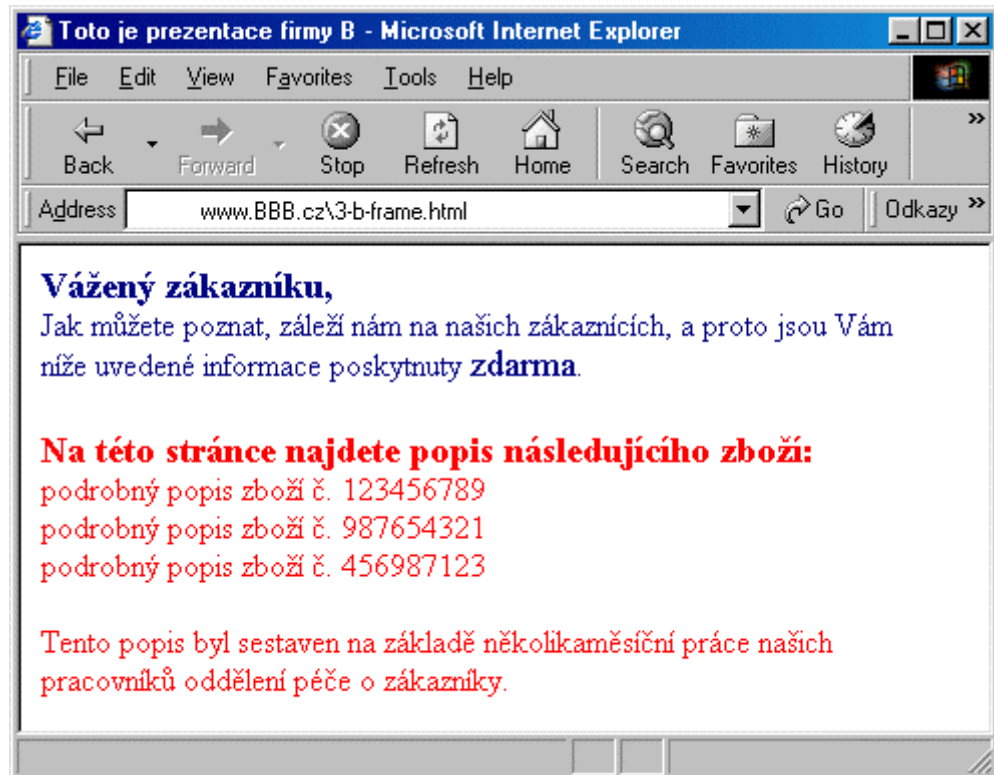 Toto je prezentace firmy B - Microsoft Internet Explorer
File Edit View Favorites Tools Help
Back Forward Stop Refresh Home Search Favorites History »
Address www.BBB.cz\3-b-frame.html Go Odkazy »
Vážený zákazníku,
Jak můžete poznat, záleží nám na našich zákaznících, a proto jsou Vám
níže uvedené informace poskytnuty zdarma.
Na této stránce najdete popis následujícího zboží:
podrobný popis zboží č. 123456789
podrobný popis zboží č. 987654321
podrobný popis zboží č. 456987123
Tento popis byl sestaven na základě několikaměsíční práce našich
pracovníků oddělení péče o zákazníky.